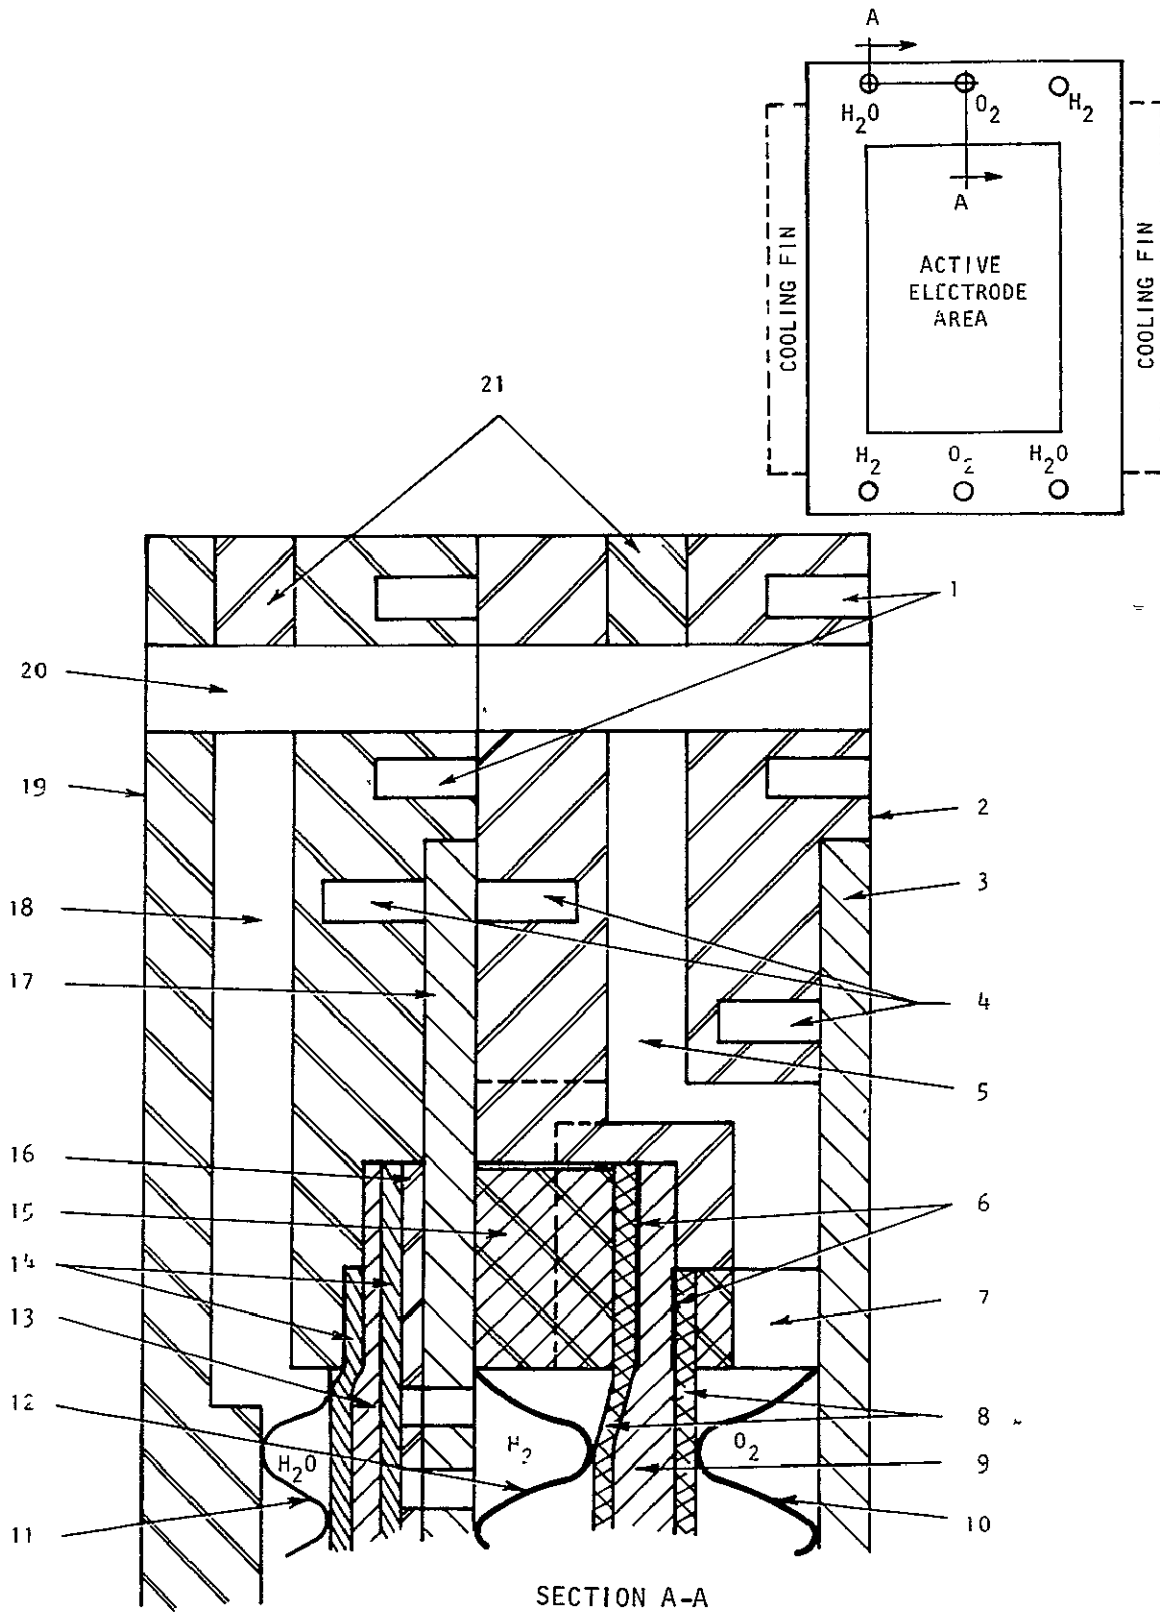 A
H2O
O2
H2
A
COOLING FIN
COOLING FIN
ACTIVE
ELECTRODE
AREA
H2
O2
H2O
21
1
20
19
2
3
18
17
4
5
16
15
6
14
7
13
12
8
H2
O2
H2O
9
11
10
SECTION A-A